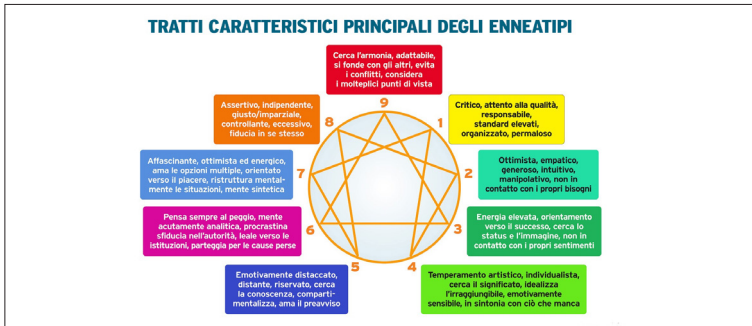 TRATTI CARATTERISTICI PRINCIPALI DEGLI ENNEATIPI
Cerca l'armonia, adattabile,
si fonde con gli altri, evita
i conflitti, considera
i molteplici punti di vista
9
Assertivo, indipendente,
giusto/imparziale,
controllante, eccessivo,
fiducia in se stesso
8
1
Critico, attento alla qualità,
responsabile,
standard elevati,
organizzato, permaloso
Affascinante, ottimista ed energico,
ama le opzioni multiple, orientato
verso il piacere, ristruttura mental-
mente le situazioni, mente sintetica
7
2
Ottimista, empatico,
generoso, intuitivo,
manipolativo, non in
contatto con i propri bisogni
Pensa sempre al peggio, mente
acutamente analitica, procrastina
sfiducia nell'autorità, leale verso le
istituzioni, parteggia per le cause perse
6
3
Energia elevata, orientamento
verso il successo, cerca lo
status e l'immagine, non in
contatto con i propri sentimenti
Emotivamente distaccato,
distante, riservato, cerca
la conoscenza, comparti-
mentalizza, ama il preavviso
5
4
Temperamento artistico, individualista,
cerca il significato, idealizza
l'irraggiungibile, emotivamente
sensibile, in sintonia con ciò che manca